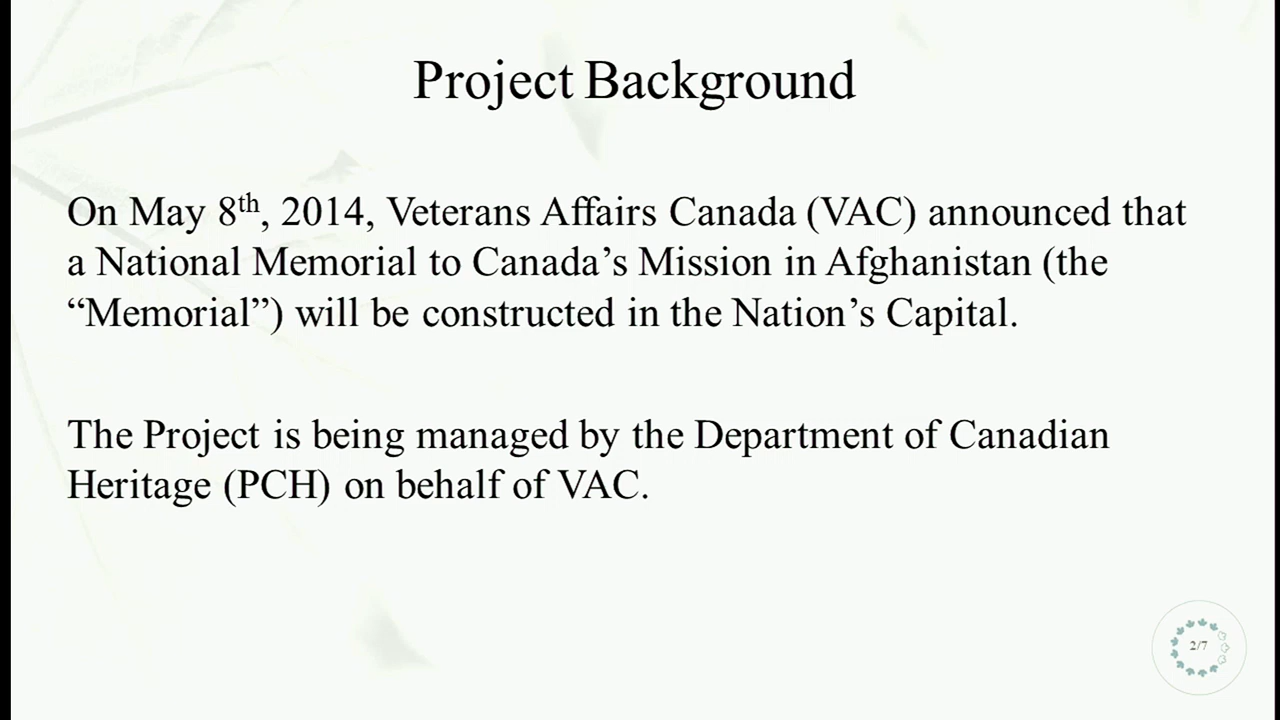 Project Background
On May 8th, 2014, Veterans Affairs Canada (VAC) announced that
a National Memorial to Canada’s Mission in Afghanistan (the
“Memorial”) will be constructed in the Nation’s Capital.
The Project is being managed by the Department of Canadian
Heritage (PCH) on behalf of VAC.
2/7